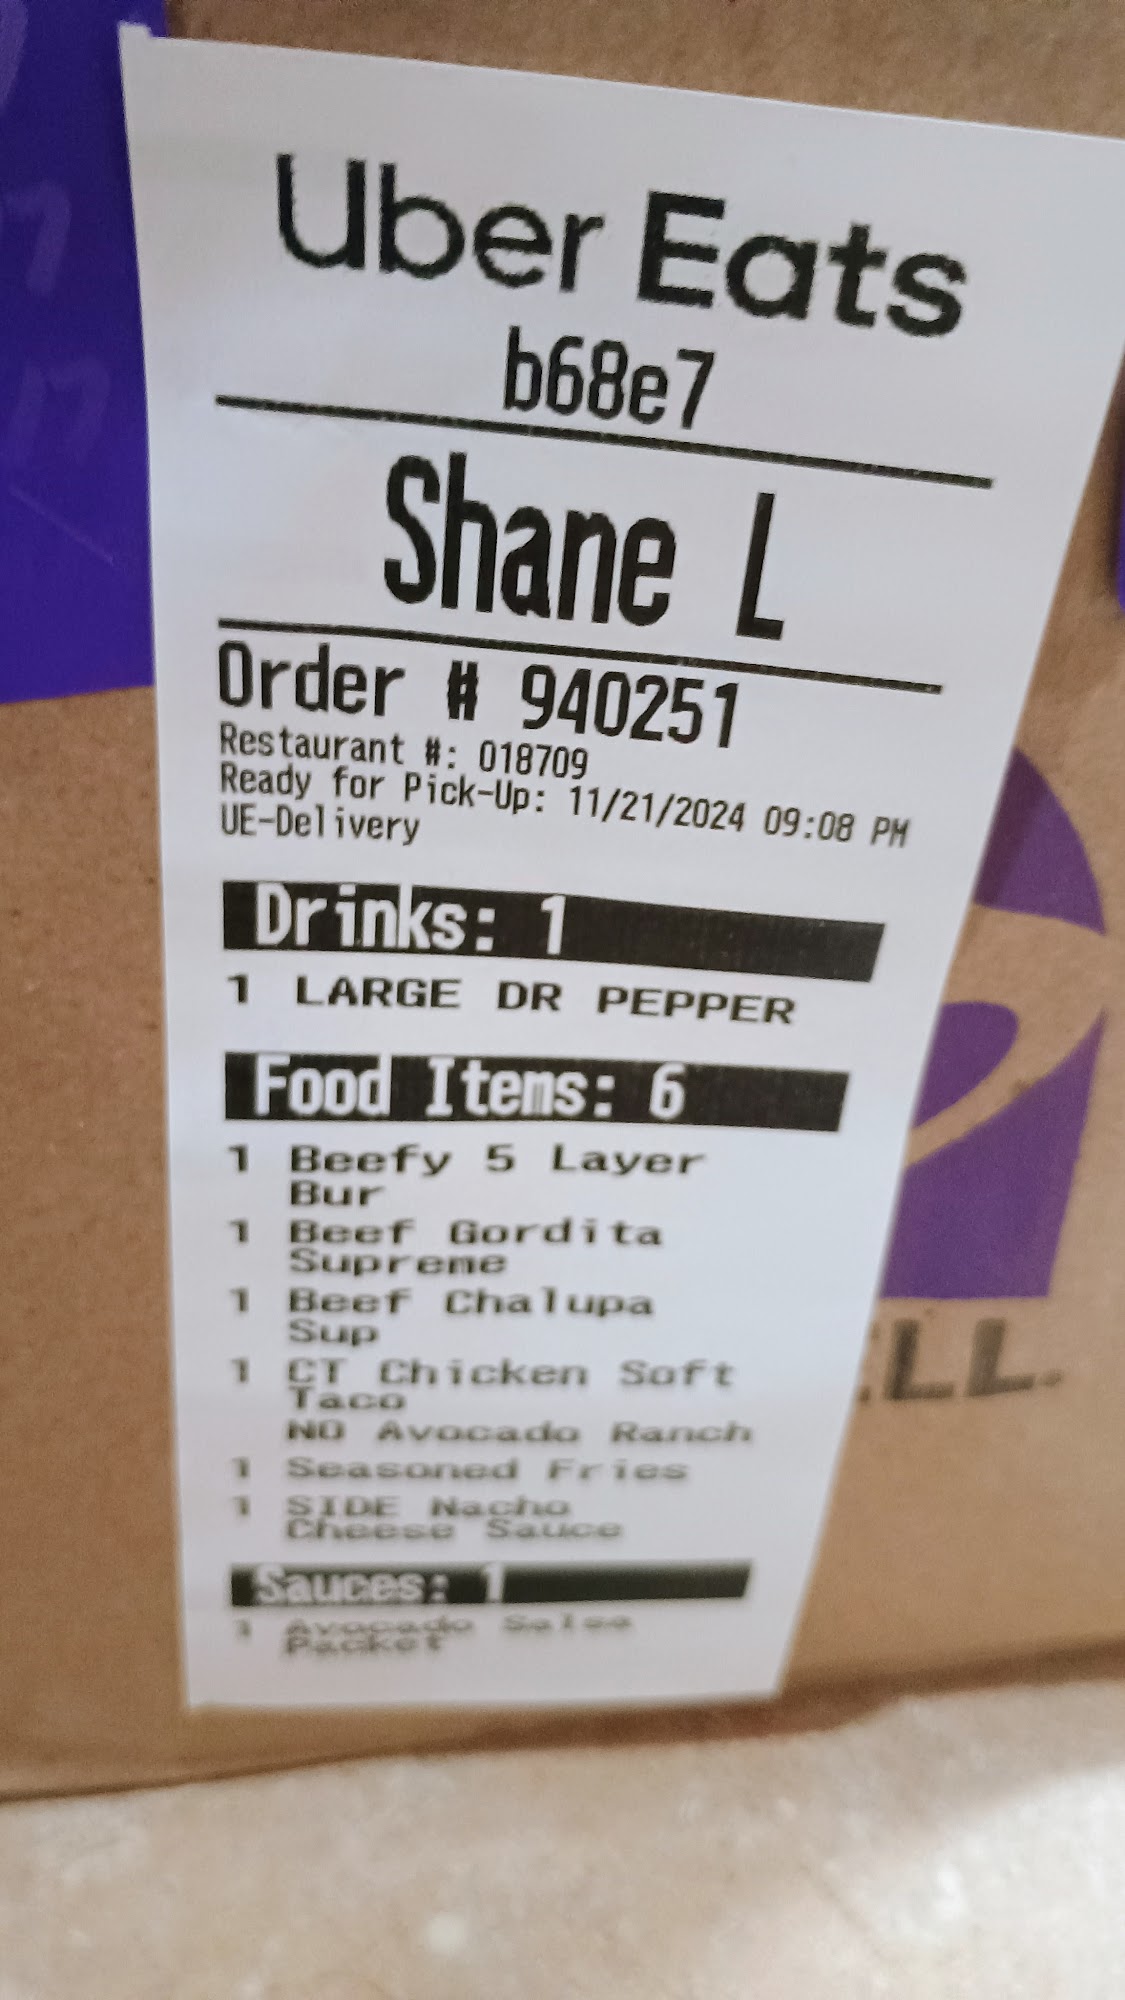 Uber Eats
b68e7
Shane L
Order # 940251
Restaurant #: 018709
Ready for Pick-Up: 11/21/2024 09:08 PM
UE-Delivery
Drinks: 1
1 LARGE DR PEPPER
Food Items: 6
1 Beefy 5 Layer
Bur
1 Beef Gordita
Supreme
1 Beef Chalupa
Sup
1 CT Chicken Soft
Taco
NO Avocado Ranch
1 Seasoned Fries
1 SIDE Nacho
Cheese Sauce
Sauces: 1
1 Avocado Salsa
Packet
ELL.